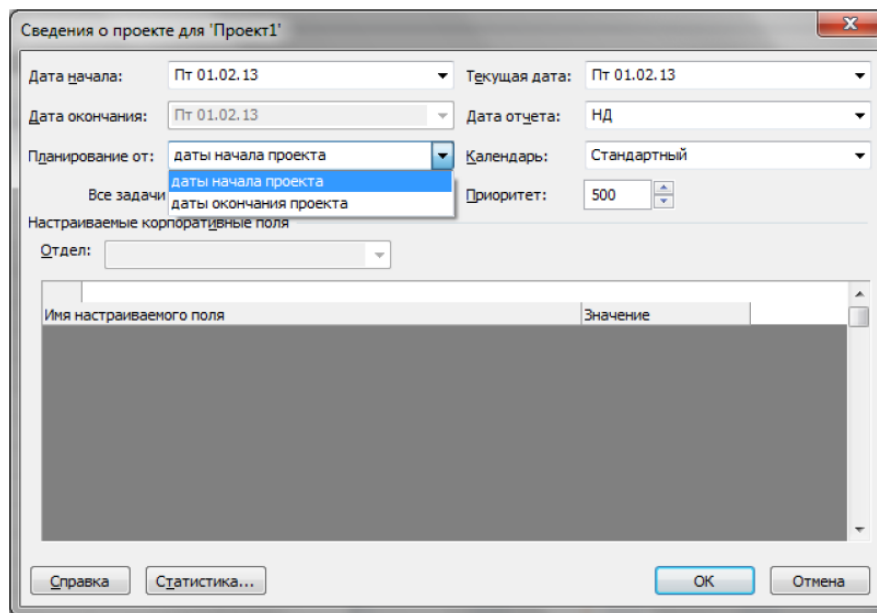 Сведения о проекте для 'Проект1'
Дата начала: Пт 01.02.13 Текущая дата: Пт 01.02.13
Дата окончания: Пт 01.02.13 Дата отчета: НД
Планирование от: даты начала проекта Календарь: Стандартный
даты начала проекта
Все задачи даты окончания проекта Приоритет: 500
Настраиваемые корпоративные поля
Отдел:
Имя настраиваемого поля Значение
Справка Статистика... ОК Отмена